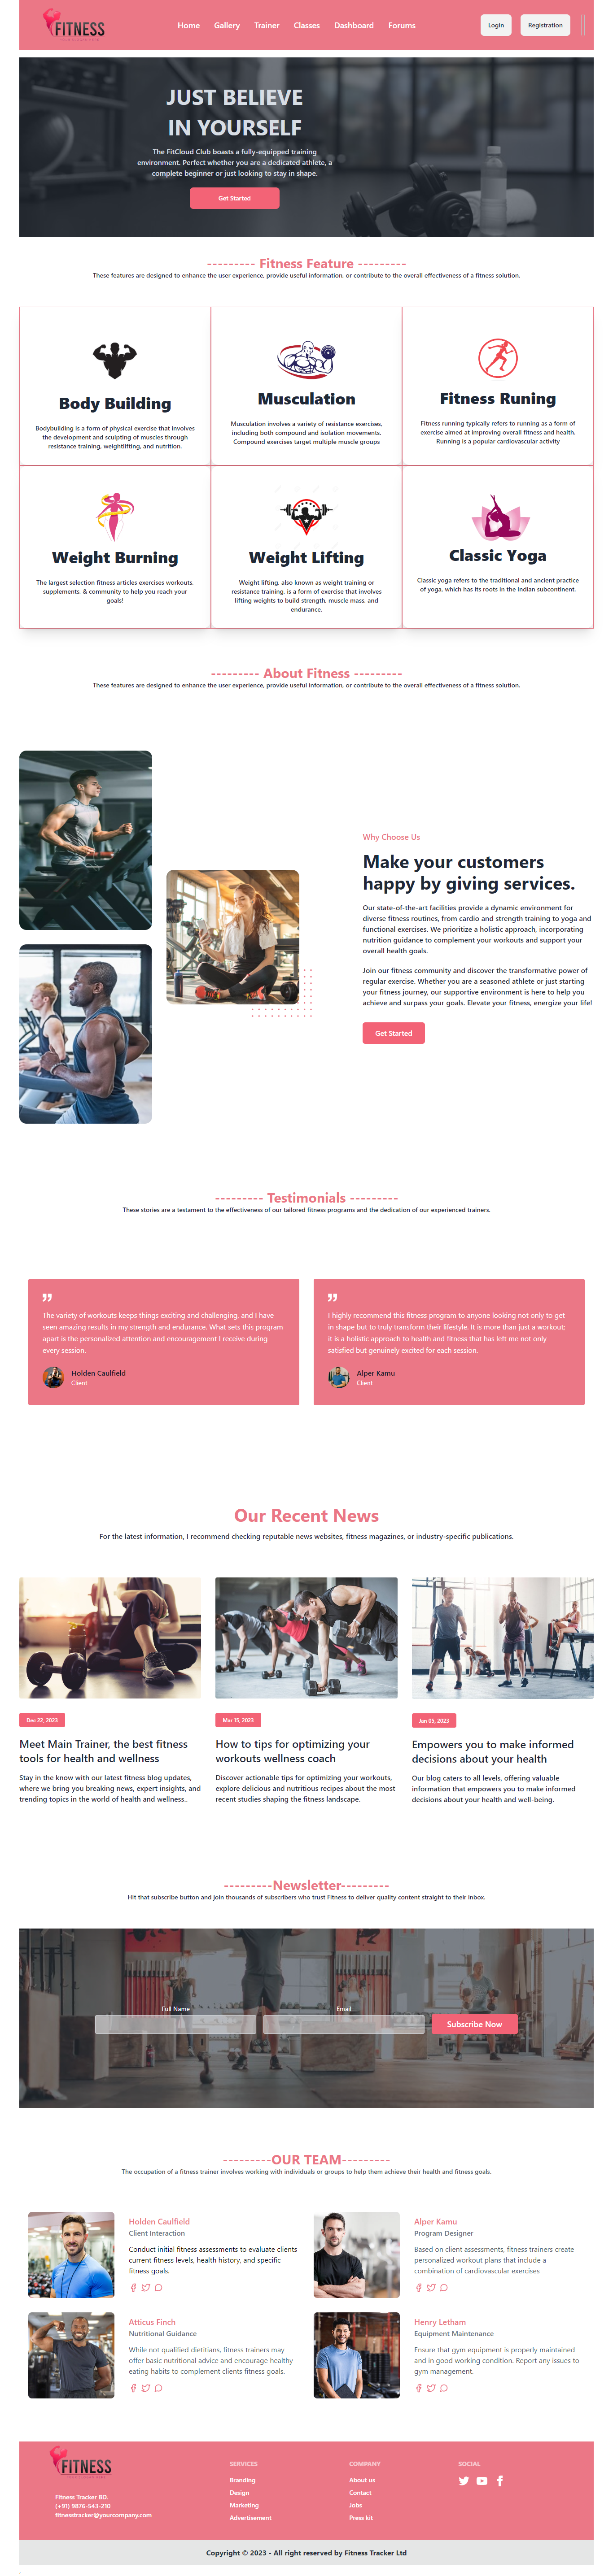 FITNESS
Home Gallery Trainer Classes Dashboard Forums
Login Registration
JUST BELIEVE
IN YOURSELF
The FitCloud Club boasts a fully-equipped training
environment. Perfect whether you are a dedicated athlete, a
complete beginner or just looking to stay in shape.
Get Started
--------- Fitness Feature ---------
These features are designed to enhance the user experience, provide useful information, or contribute to the overall effectiveness of a fitness solution.
Body Building
Bodybuilding is a form of physical exercise that involves
the development and sculpting of muscles through
resistance training, weightlifting, and nutrition.
Musculation
Musculation involves a variety of resistance exercises,
including both compound and isolation movements.
Compound exercises target multiple muscle groups
Fitness Runing
Fitness running typically refers to running as a form of
exercise aimed at improving overall fitness and health.
Running is a popular cardiovascular activity
Weight Burning
The largest selection fitness articles exercises workouts,
supplements, & community to help you reach your
goals!
Weight Lifting
Weight lifting, also known as weight training or
resistance training, is a form of exercise that involves
lifting weights to build strength, muscle mass, and
endurance.
Classic Yoga
Classic yoga refers to the traditional and ancient practice
of yoga, which has its roots in the Indian subcontinent.
--------- About Fitness ---------
These features are designed to enhance the user experience, provide useful information, or contribute to the overall effectiveness of a fitness solution.
Why Choose Us
Make your customers
happy by giving services.
Our state-of-the-art facilities provide a dynamic environment for
diverse fitness routines, from cardio and strength training to yoga and
functional exercises. We prioritize a holistic approach, incorporating
nutrition guidance to complement your workouts and support your
overall health goals.
Join our fitness community and discover the transformative power of
regular exercise. Whether you are a seasoned athlete or just starting
your fitness journey, our supportive environment is here to help you
achieve and surpass your goals. Elevate your fitness, energize your life!
Get Started
--------- Testimonials ---------
These stories are a testament to the effectiveness of our tailored fitness programs and the dedication of our experienced trainers.
The variety of workouts keeps things exciting and challenging, and I have
seen amazing results in my strength and endurance. What sets this program
apart is the personalized attention and encouragement I receive during
every session.
Holden Caulfield
Client
I highly recommend this fitness program to anyone looking not only to get
in shape but to truly transform their lifestyle. It is more than just a workout;
it is a holistic approach to health and fitness that has left me not only
satisfied but genuinely excited for each session.
Alper Kamu
Client
Our Recent News
For the latest information, I recommend checking reputable news websites, fitness magazines, or industry-specific publications.
Dec 22, 2023
Meet Main Trainer, the best fitness
tools for health and wellness
Stay in the know with our latest fitness blog updates,
where we bring you breaking news, expert insights, and
trending topics in the world of health and wellness..
Mar 15, 2023
How to tips for optimizing your
workouts wellness coach
Discover actionable tips for optimizing your workouts,
explore delicious and nutritious recipes about the most
recent studies shaping the fitness landscape.
Jan 05, 2023
Empowers you to make informed
decisions about your health
Our blog caters to all levels, offering valuable
information that empowers you to make informed
decisions about your health and well-being.
---------Newsletter---------
Hit that subscribe button and join thousands of subscribers who trust Fitness to deliver quality content straight to their inbox.
Full Name
Email
Subscribe Now
---------OUR TEAM---------
The occupation of a fitness trainer involves working with individuals or groups to help them achieve their health and fitness goals.
Holden Caulfield
Client Interaction
Conduct initial fitness assessments to evaluate clients
current fitness levels, health history, and specific
fitness goals.
Alper Kamu
Program Designer
Based on client assessments, fitness trainers create
personalized workout plans that include a
combination of cardiovascular exercises
Atticus Finch
Nutritional Guidance
While not qualified dietitians, fitness trainers may
offer basic nutritional advice and encourage healthy
eating habits to complement clients fitness goals.
Henry Letham
Equipment Maintenance
Ensure that gym equipment is properly maintained
and in good working condition. Report any issues to
gym management.
FITNESS
Fitness Tracker BD.
(+91) 9876-543-210
fitnesstracker@yourcompany.com
SERVICES
Branding
Design
Marketing
Advertisement
COMPANY
About us
Contact
Jobs
Press kit
SOCIAL
Copyright © 2023 - All right reserved by Fitness Tracker Ltd